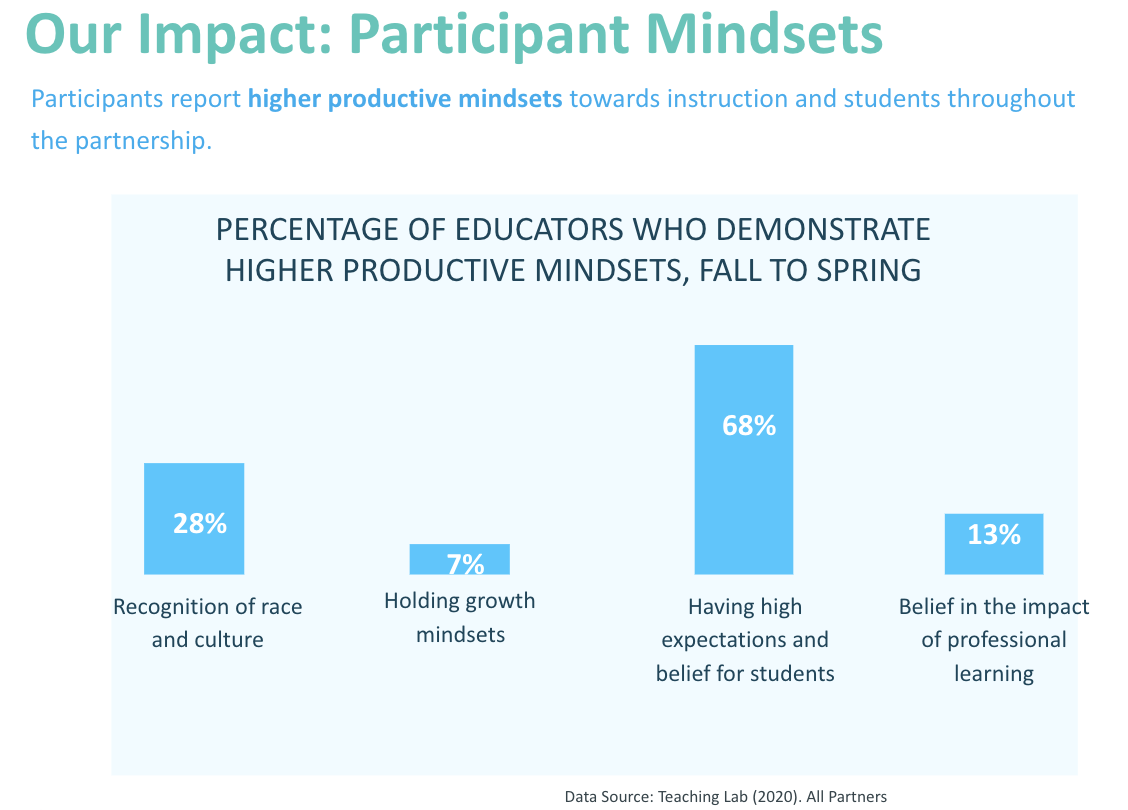 Our Impact: Participant Mindsets
Participants report higher productive mindsets towards instruction and students throughout
the partnership.
PERCENTAGE OF EDUCATORS WHO DEMONSTRATE
HIGHER PRODUCTIVE MINDSETS, FALL TO SPRING
28%
7%
68%
13%
Recognition of race
and culture
Holding growth
mindsets
Having high
expectations and
belief for students
Belief in the impact
of professional
learning
Data Source: Teaching Lab (2020). All Partners